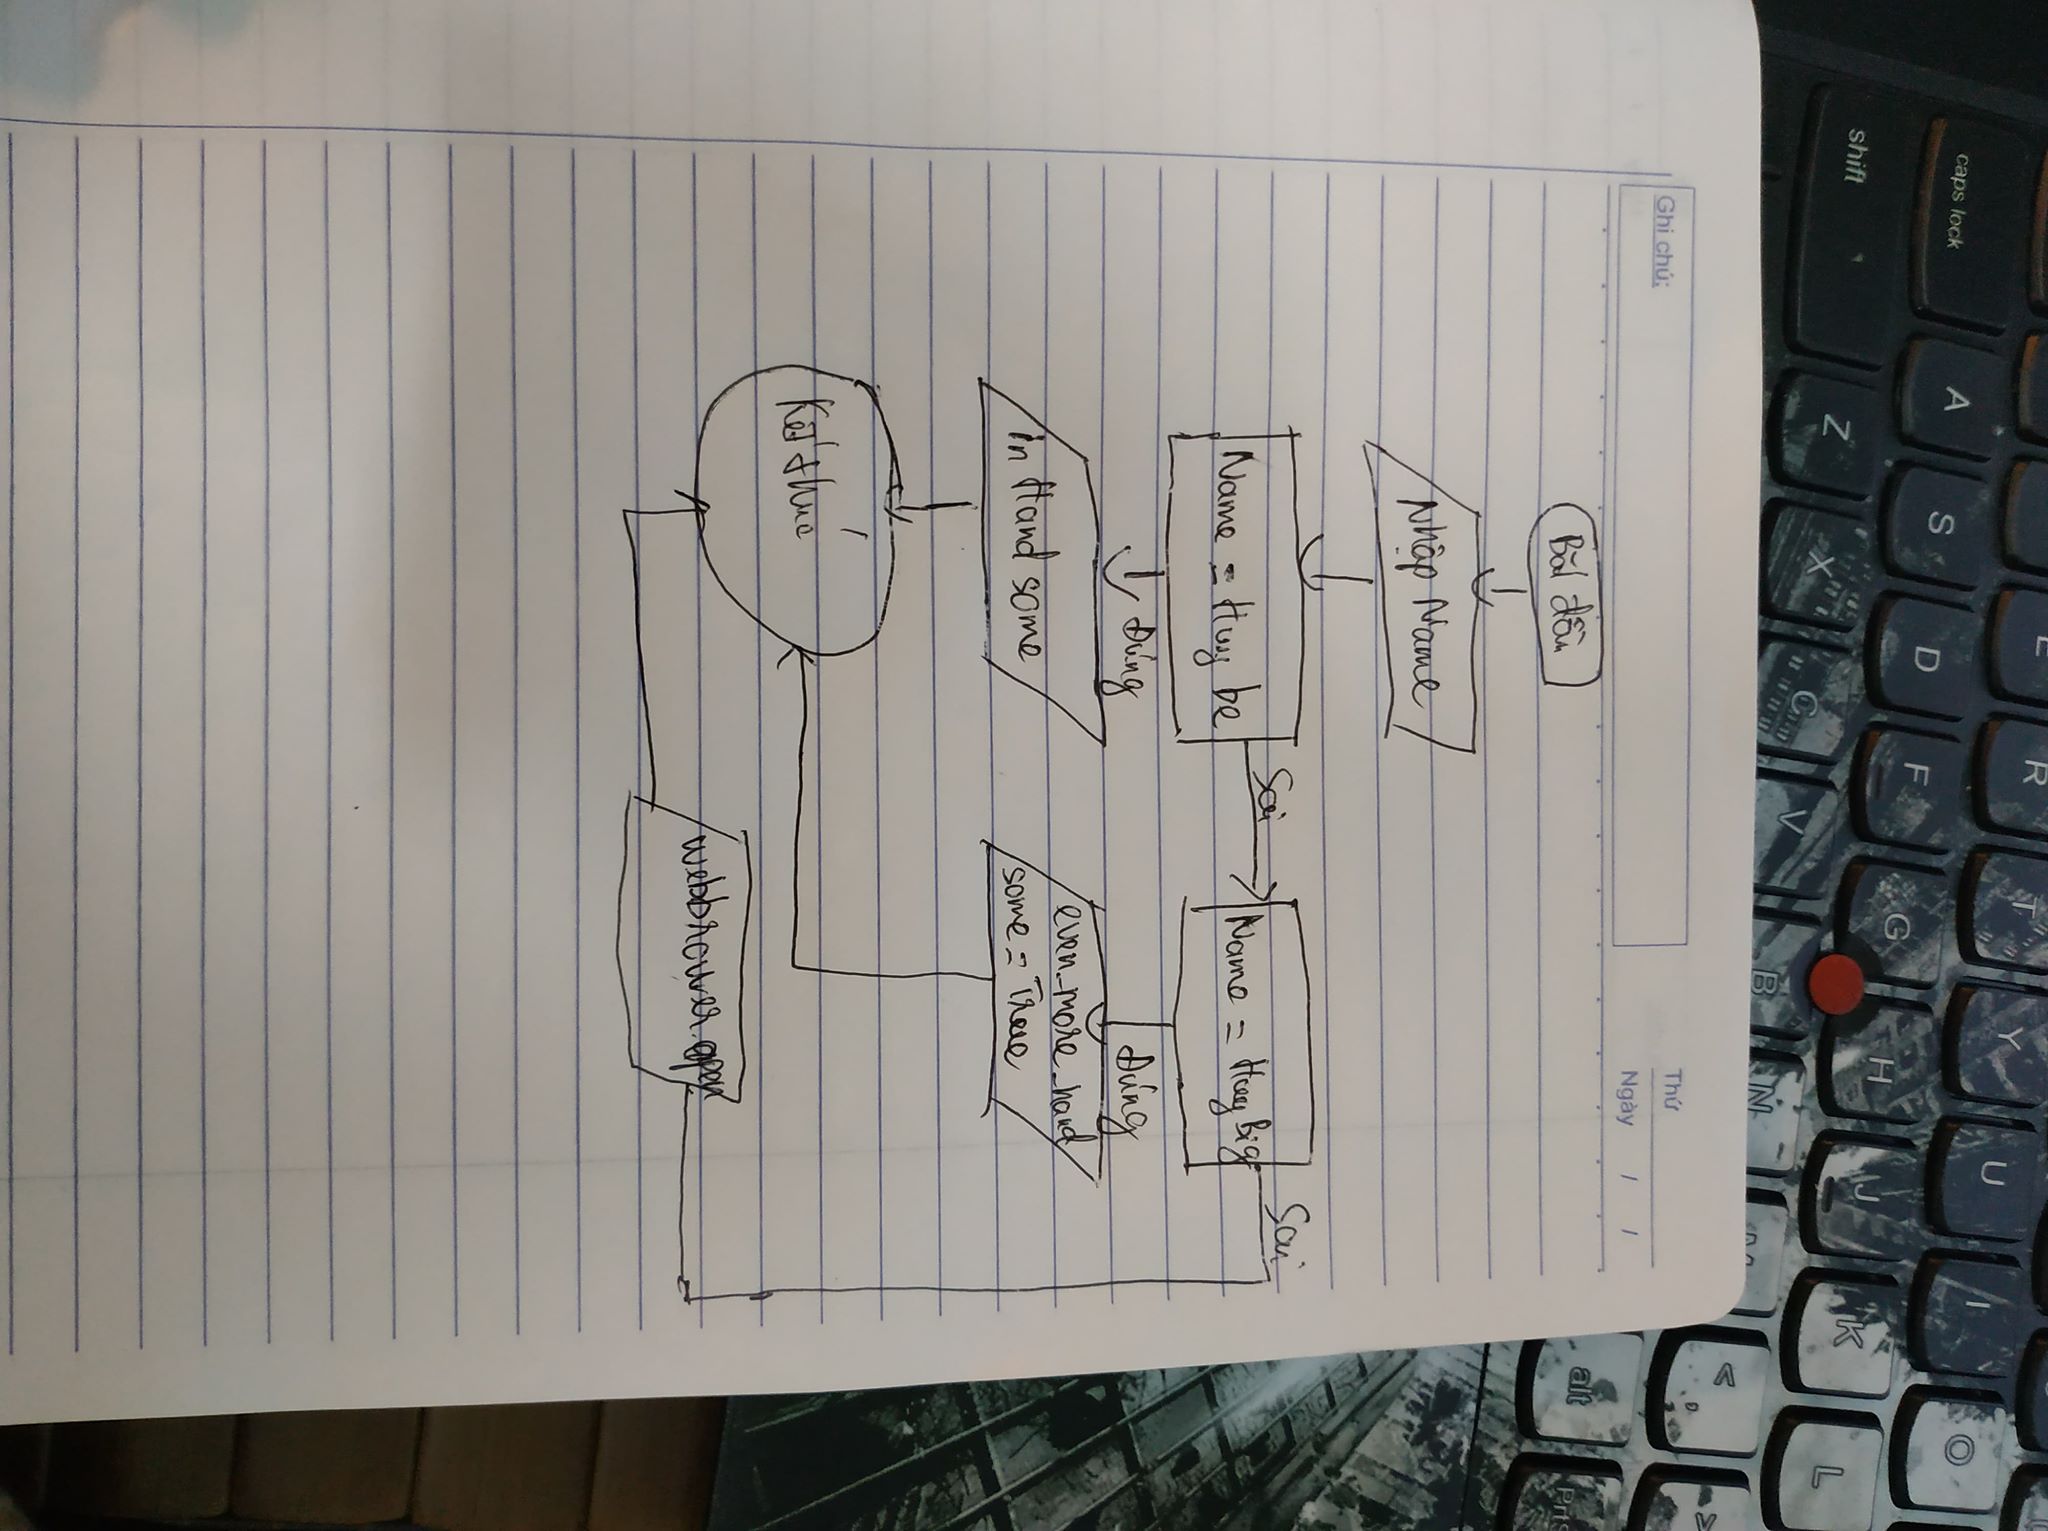 E R T Y U I O
caps lock A S D F G H J K L
shift Z X C V B N M < ,
alt PrtS
Ghi chú:
Thứ
Ngày / /
Bắt đầu
Nhập Name
Name = Huy be
Sai
Name = Huy Big
Sai
Đúng
Đúng
in Hand some
even_more_hand
some = True
Kết thúc
webbrower.open